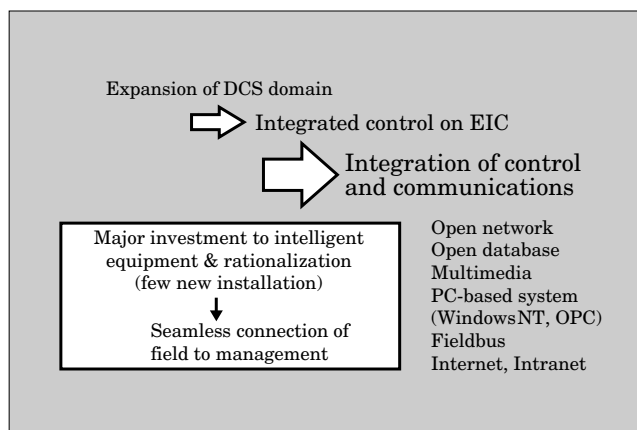 Expansion of DCS domain
Integrated control on EIC
Integration of control
and communications
Major investment to intelligent
equipment & rationalization
(few new installation)
Seamless connection of
field to management
Open network
Open database
Multimedia
PC-based system
(WindowsNT, OPC)
Fieldbus
Internet, Intranet